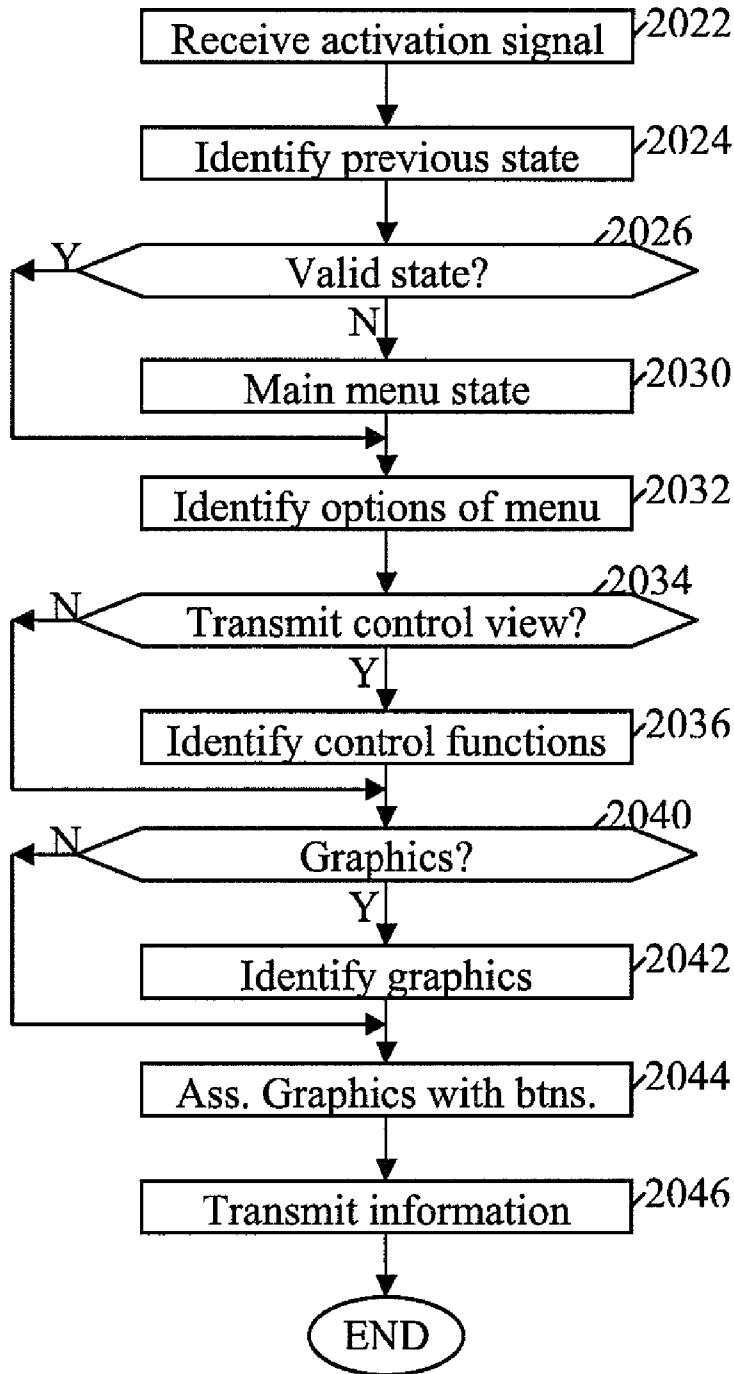 Receive activation signal 2022
Identify previous state 2024
2026
Y Valid state?
N
Main menu state 2030
Identify options of menu 2032
2034
N Transmit control view?
Y
Identify control functions 2036
2040
N Graphics?
Y
Identify graphics 2042
Ass. Graphics with btns. 2044
Transmit information 2046
END